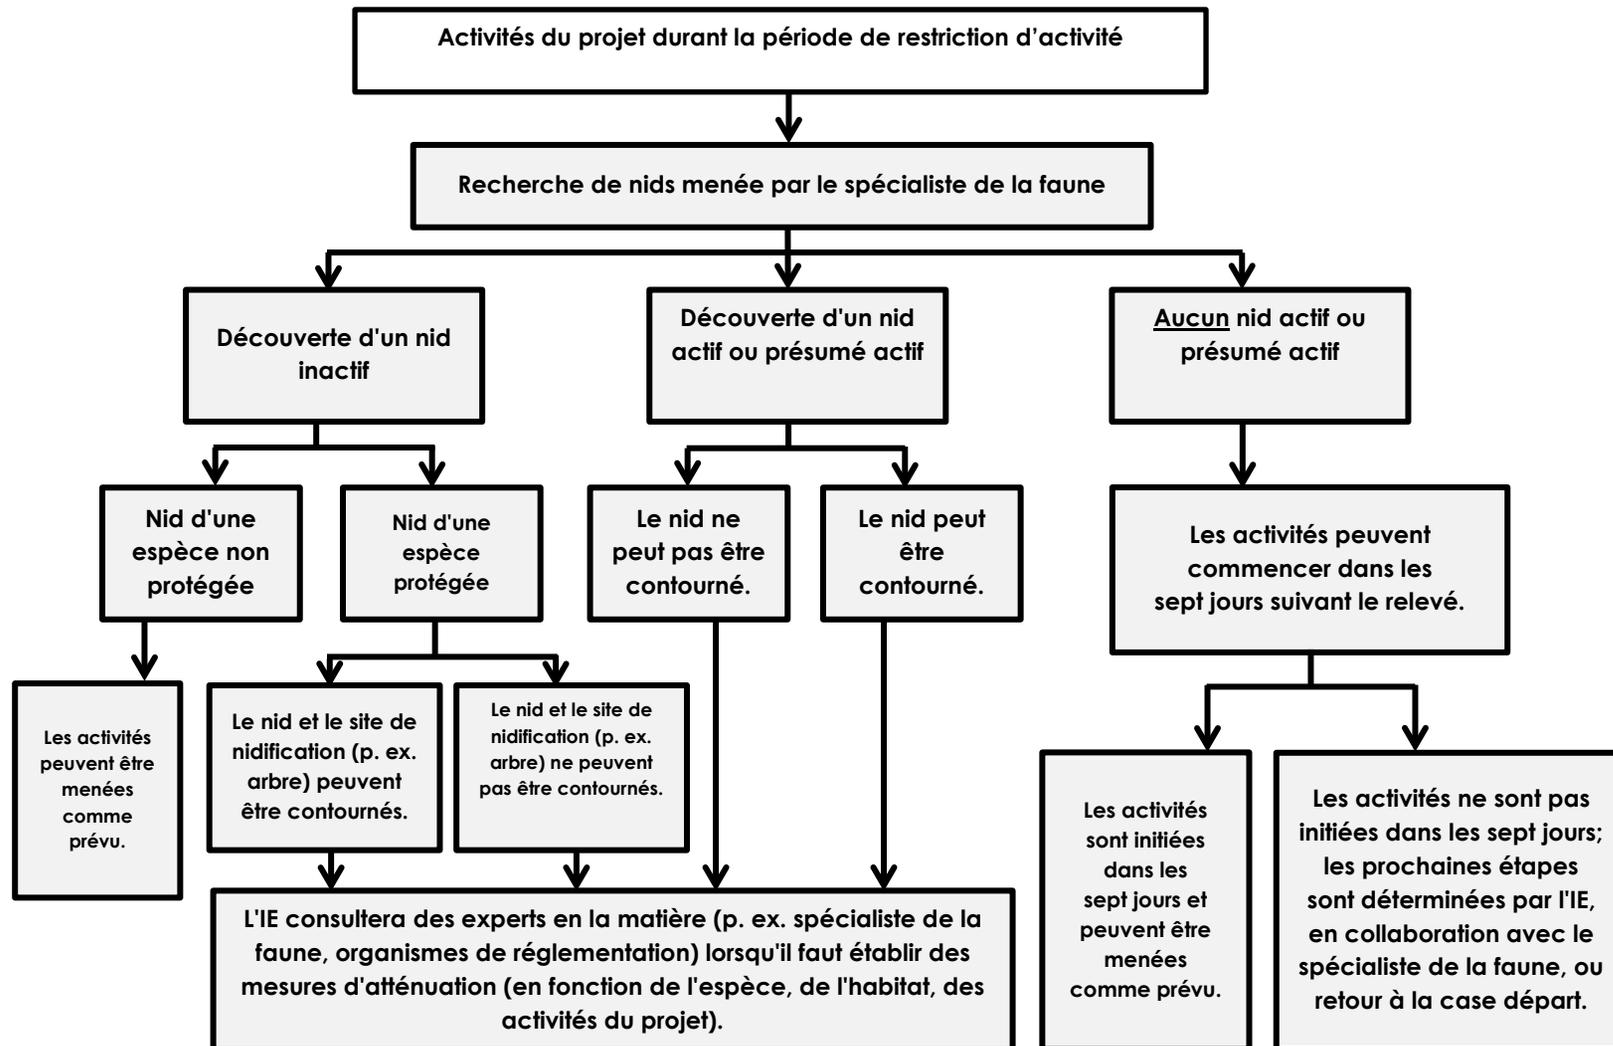 Activités du projet durant la période de restriction d'activité
Recherche de nids menée par le spécialiste de la faune
Découverte d'un nid
inactif
Découverte d'un nid
actif ou présumé actif
Aucun nid actif ou
présumé actif
Nid d'une
espèce non
protégée
Nid d'une
espèce
protégée
Le nid ne
peut pas être
contourné.
Le nid peut
être
contourné.
Les activités peuvent
commencer dans les
sept jours suivant le relevé.
Les activités
peuvent être
menées
comme
prévu.
Le nid et le site de
nidification (p. ex.
arbre) peuvent
être contournés.
Le nid et le site de
nidification (p. ex.
arbre) ne peuvent
pas être contournés.
L'IE consultera des experts en la matière (p. ex. spécialiste de la
faune, organismes de réglementation) lorsqu'il faut établir des
mesures d'atténuation (en fonction de l'espèce, de l'habitat, des
activités du projet).
Les activités
sont initiées
dans les
sept jours et
peuvent être
menées
comme prévu.
Les activités ne sont pas
initiées dans les sept jours;
les prochaines étapes
sont déterminées par l'IE,
en collaboration avec le
spécialiste de la faune, ou
retour à la case départ.